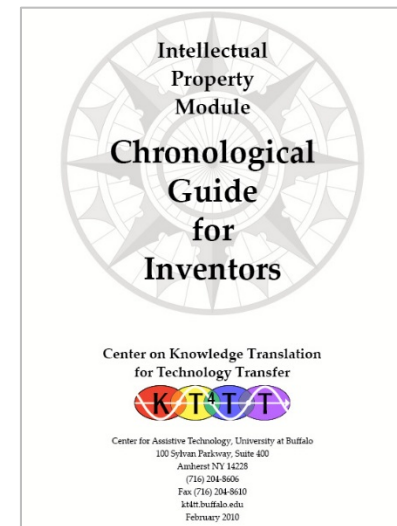 Intellectual
Property
Module
Chronological
Guide
for
Inventors
Center on Knowledge Translation
for Technology Transfer
K T 4 T T
Center for Assistive Technology, University at Buffalo
100 Sylvan Parkway, Suite 400
Amherst NY 14228
(716) 204-8606
Fax (716) 204-8610
kt4tt.buffalo.edu
February 2010